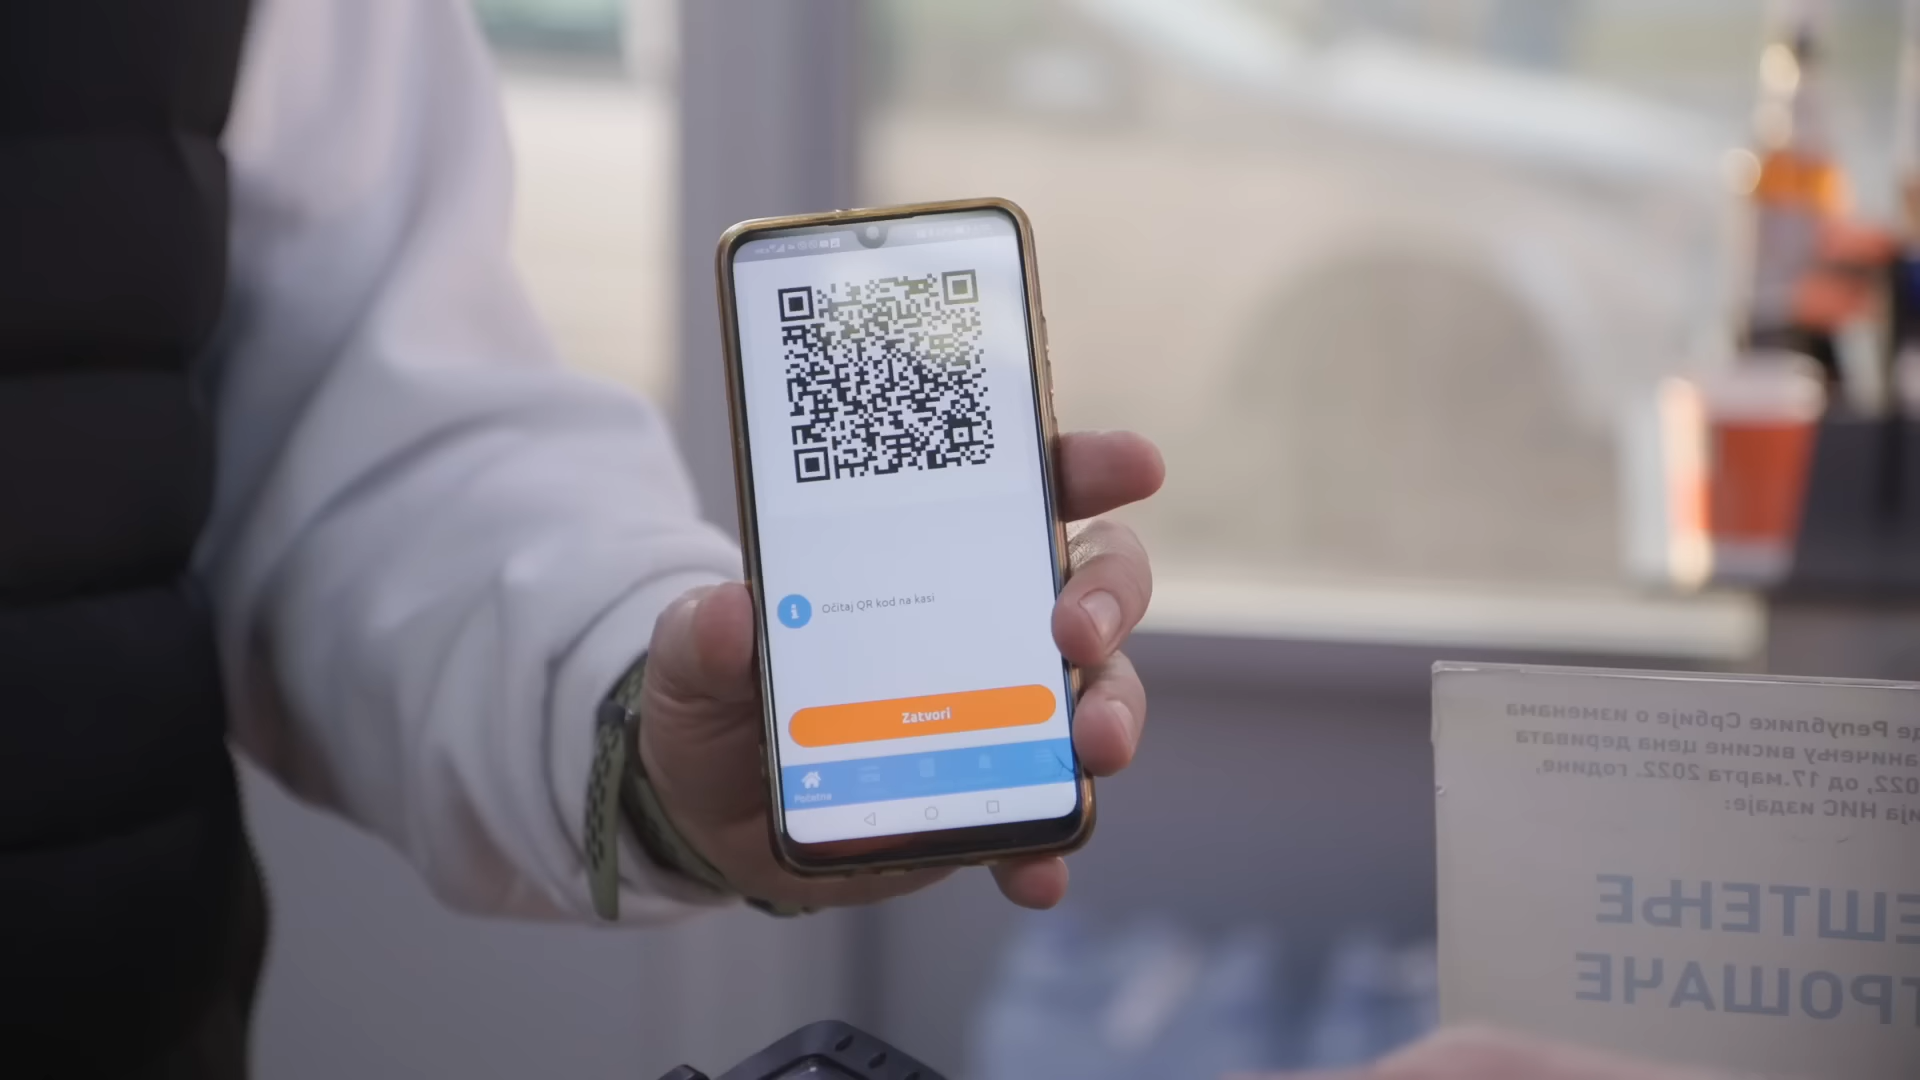 Očitaj QR kod na kasi
Zatvori
Početna
де Републике Србије о изменама
аничењу висине цена деривата
2022, од 17.марта 2022. године,
ија НИС издаје:
ЕШТЕЊЕ
ТРОШАЧЕ